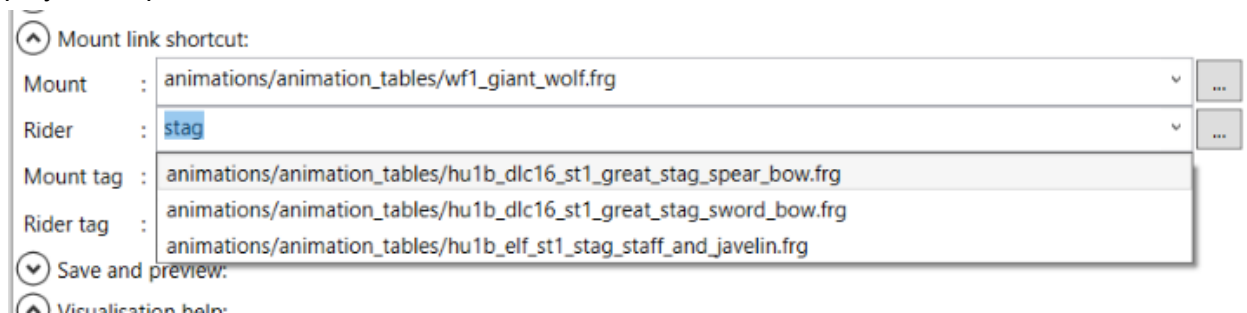 Mount link shortcut:
Mount : animations/animation_tables/wf1_giant_wolf.frg ...
Rider : stag ...
Mount tag : animations/animation_tables/hu1b_dlc16_st1_great_stag_spear_bow.frg
animations/animation_tables/hu1b_dlc16_st1_great_stag_sword_bow.frg
Rider tag :
animations/animation_tables/hu1b_elf_st1_stag_staff_and_javelin.frg
Save and preview:
Visualisation help: